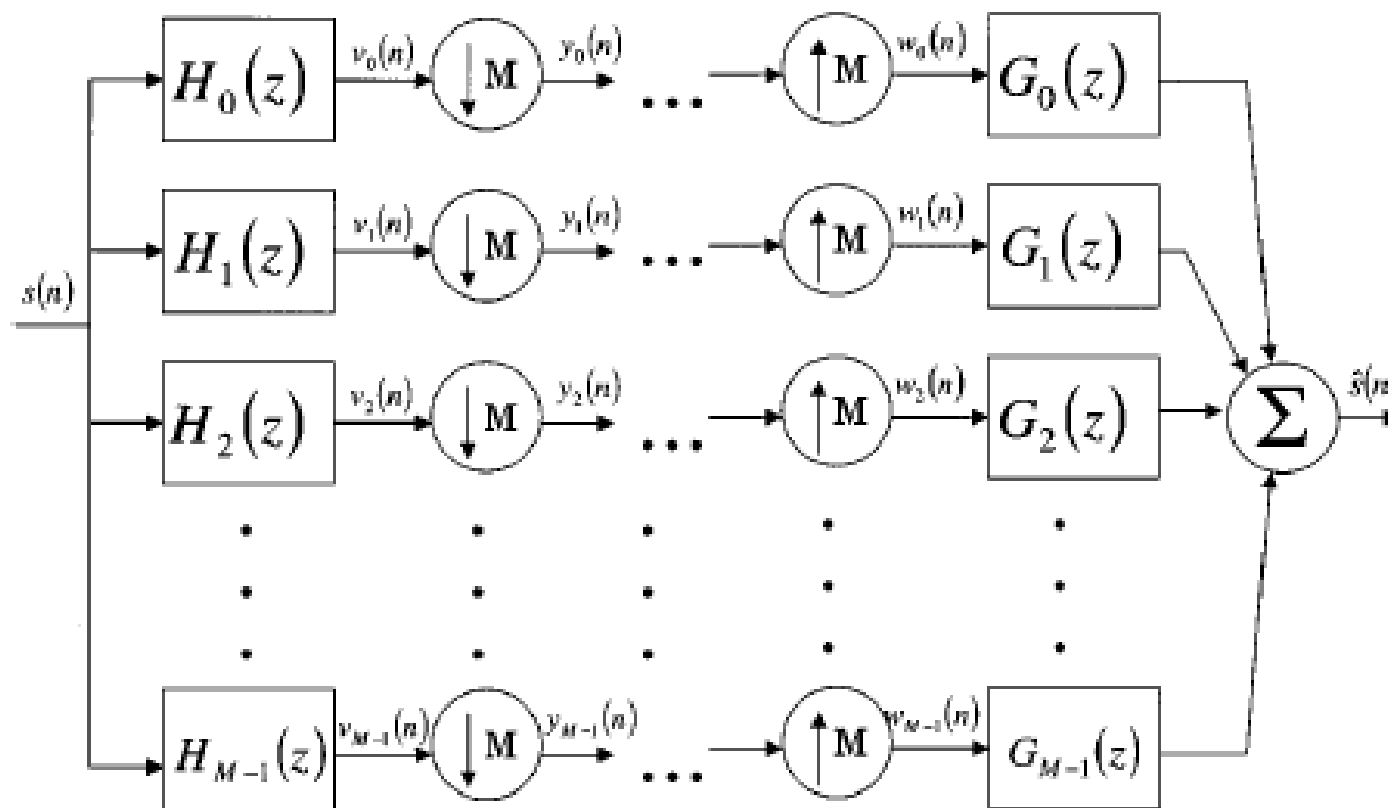 H₀(z) v₀(n) ↓ M y₀(n) • • • ↑ M w₀(n) G₀(z)
H₁(z) v₁(n) ↓ M y₁(n) • • • ↑ M w₁(n) G₁(z)
s(n)
H₂(z) v₂(n) ↓ M y₂(n) • • • ↑ M w₂(n) G₂(z) Σ ŝ(n
H_{M−1}(z) v_{M−1}(n) ↓ M y_{M−1}(n) • • • ↑ M w_{M−1}(n) G_{M−1}(z)